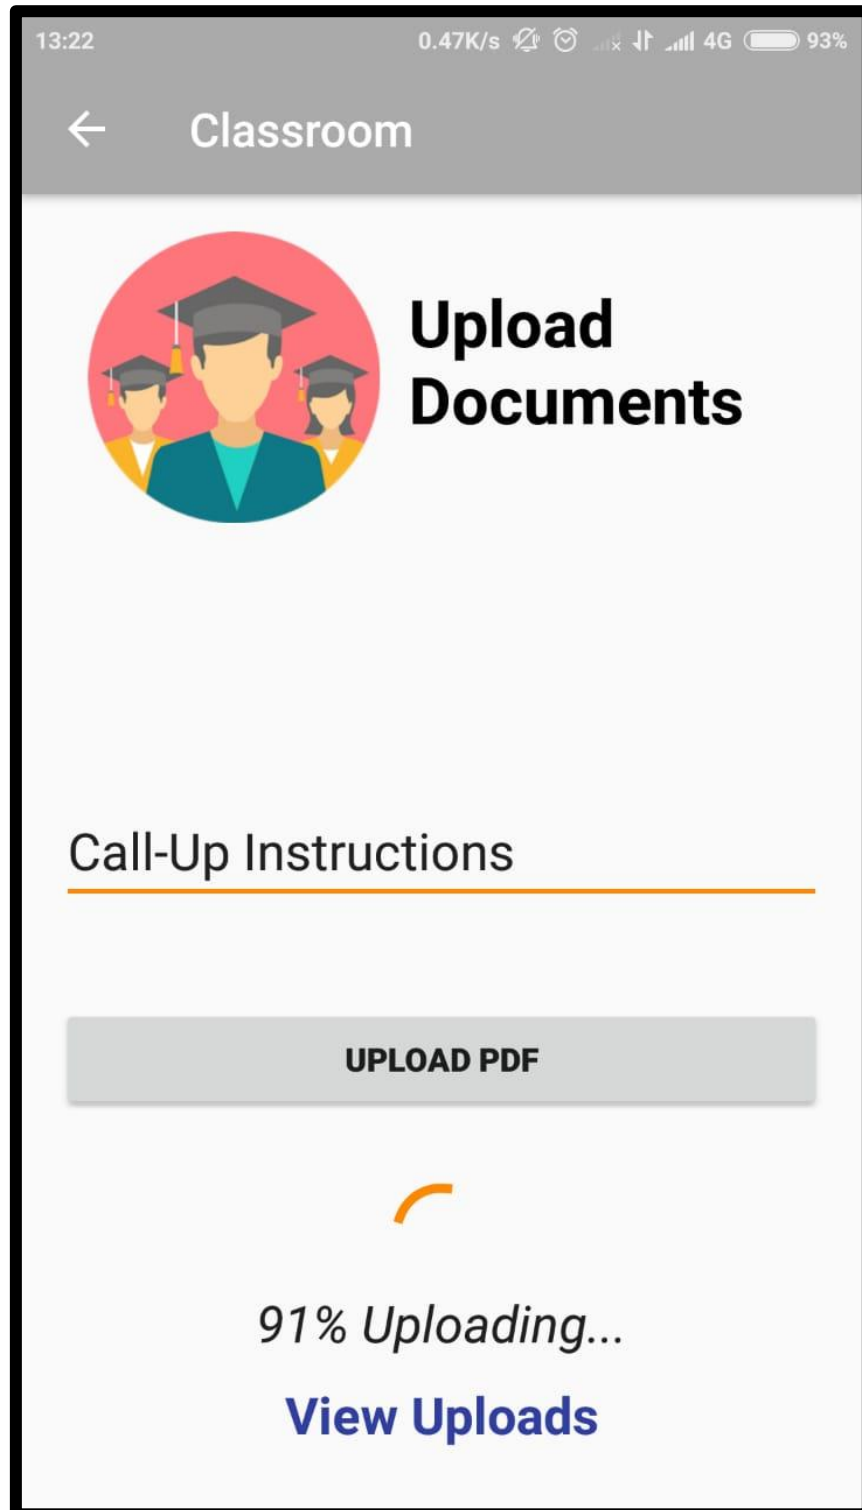 13:22 0.47K/s 4G 93%
Classroom
Upload
Documents
Call-Up Instructions
UPLOAD PDF
91% Uploading...
View Uploads